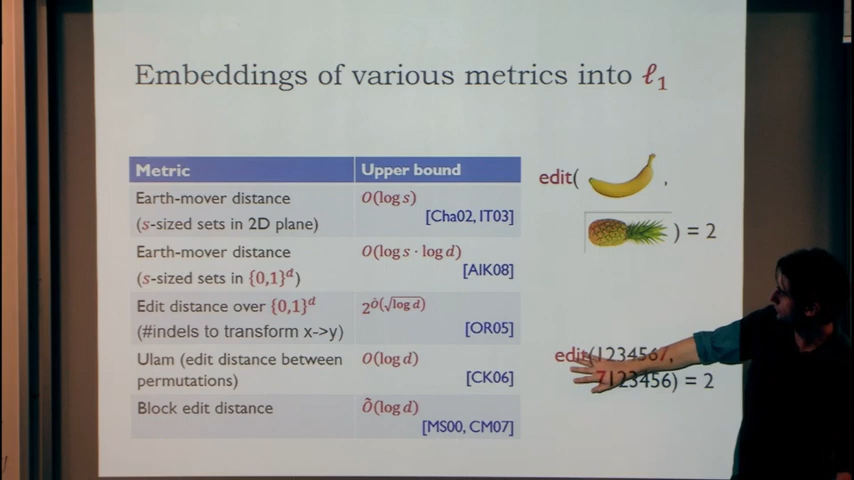 Embeddings of various metrics into ℓ₁
Metric Upper bound
Earth-mover distance O(log s)
(s-sized sets in 2D plane) [Cha02, IT03]
Earth-mover distance O(log s · log d)
(s-sized sets in {0,1}ᵈ) [AIK08]
Edit distance over {0,1}ᵈ 2^Õ(√log d)
(#indels to transform x->y) [OR05]
Ulam (edit distance between O(log d)
permutations) [CK06]
Block edit distance Õ(log d)
[MS00, CM07]
edit( ,
) = 2
edit(1234567,
7123456) = 2